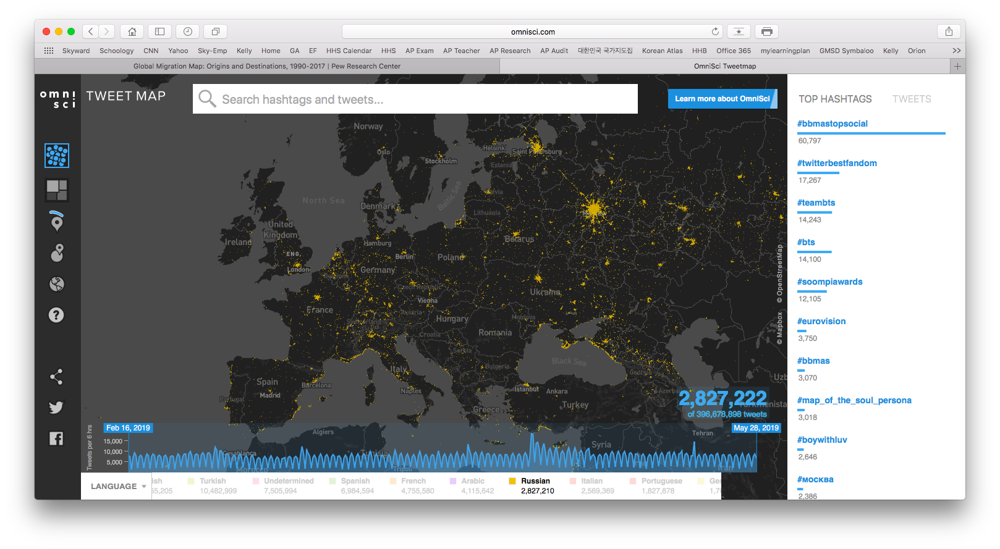 omnisci.com
Skyward Schoology CNN Yahoo Sky-Emp Kelly Home GA EF HHS Calendar HHS AP Exam AP Teacher AP Research AP Audit 대한민국 국가지도집 Korean Atlas HHB Office 365 mylearningplan GMSD Symbaloo Kelly Orion
Global Migration Map: Origins and Destinations, 1990-2017 | Pew Research Center
OmniSci Tweetmap
omni
sci
TWEET MAP
Search hashtags and tweets...
Learn more about OmniSci
TOP HASHTAGS
TWEETS
#bbmastopsocial
60,797
#twitterbestfandom
17,267
#teambts
14,243
#bts
14,100
#soompiawards
12,105
#eurovision
3,750
#bbmas
3,070
#map_of_the_soul_persona
3,018
#boywithluv
2,646
#москва
2,386
Norway
Oslo
Helsinki
Saint Petersburg
Stockholm
Estonia
North Sea
Baltic Sea
Latvia
Denmark
Lithuania
United
Kingdom
Ireland
Hamburg
Belarus
ENG.
Berlin
Poland
London
Germany
Belgium
Czech Republic
Ukraine
Vienna
France
Austria
Switzerland
Hungary
Moldova
Croatia
Romania
Serbia
Black Sea
Italy
Bulgaria
Georgia
Uzb
Spain
Barcelona
Naples
Istanbul
Ankara
Azerbai
Madrid
Portugal
Greece
Turkey
Turkmenista
© Mapbox © OpenStreetMap
2,827,222
of 396,678,898 tweets
Feb 16, 2019
May 28, 2019
Algiers
Tehran
Syria
Casablanca
Tunisia
Morocco
Tripoli
Iran
Tweets per 6 hrs
15,000
10,000
5,000
LANGUAGE
ish
55,205
Turkish
10,482,999
Undetermined
7,505,994
Spanish
6,984,594
French
4,755,580
Arabic
4,115,642
Russian
2,827,210
Italian
2,569,369
Portuguese
1,827,878
Ge
1,7